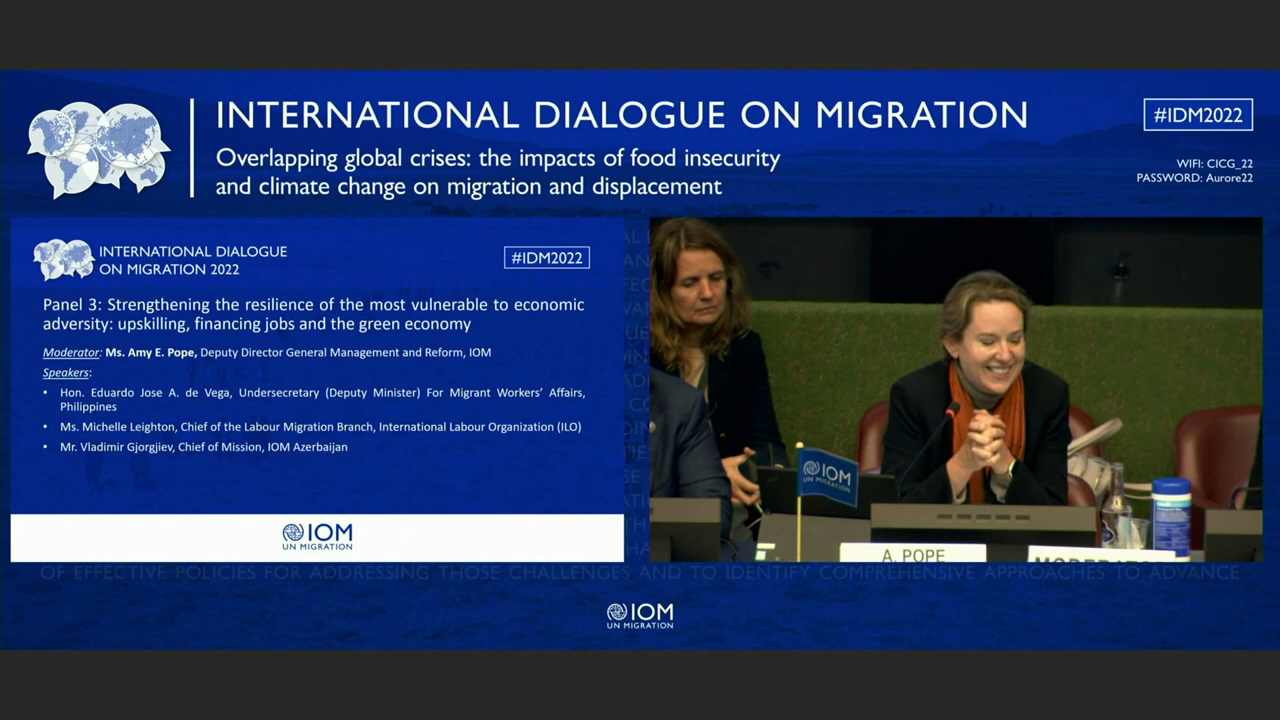 INTERNATIONAL DIALOGUE ON MIGRATION
Overlapping global crises: the impacts of food insecurity
and climate change on migration and displacement
#IDM2022
WIFI: CICG_22
PASSWORD: Aurore22
INTERNATIONAL DIALOGUE
ON MIGRATION 2022
#IDM2022
Panel 3: Strengthening the resilience of the most vulnerable to economic
adversity: upskilling, financing jobs and the green economy
Moderator: Ms. Amy E. Pope, Deputy Director General Management and Reform, IOM
Speakers:
• Hon. Eduardo Jose A. de Vega, Undersecretary (Deputy Minister) For Migrant Workers' Affairs,
Philippines
• Ms. Michelle Leighton, Chief of the Labour Migration Branch, International Labour Organization (ILO)
• Mr. Vladimir Gjorgjiev, Chief of Mission, IOM Azerbaijan
IOM
UN MIGRATION
IOM
UN MIGRATION
A. POPE
OF EFFECTIVE POLICIES FOR ADDRESSING THOSE CHALLENGES AND TO IDENTIFY COMPREHENSIVE APPROACHES TO ADVANCE
IOM
UN MIGRATION